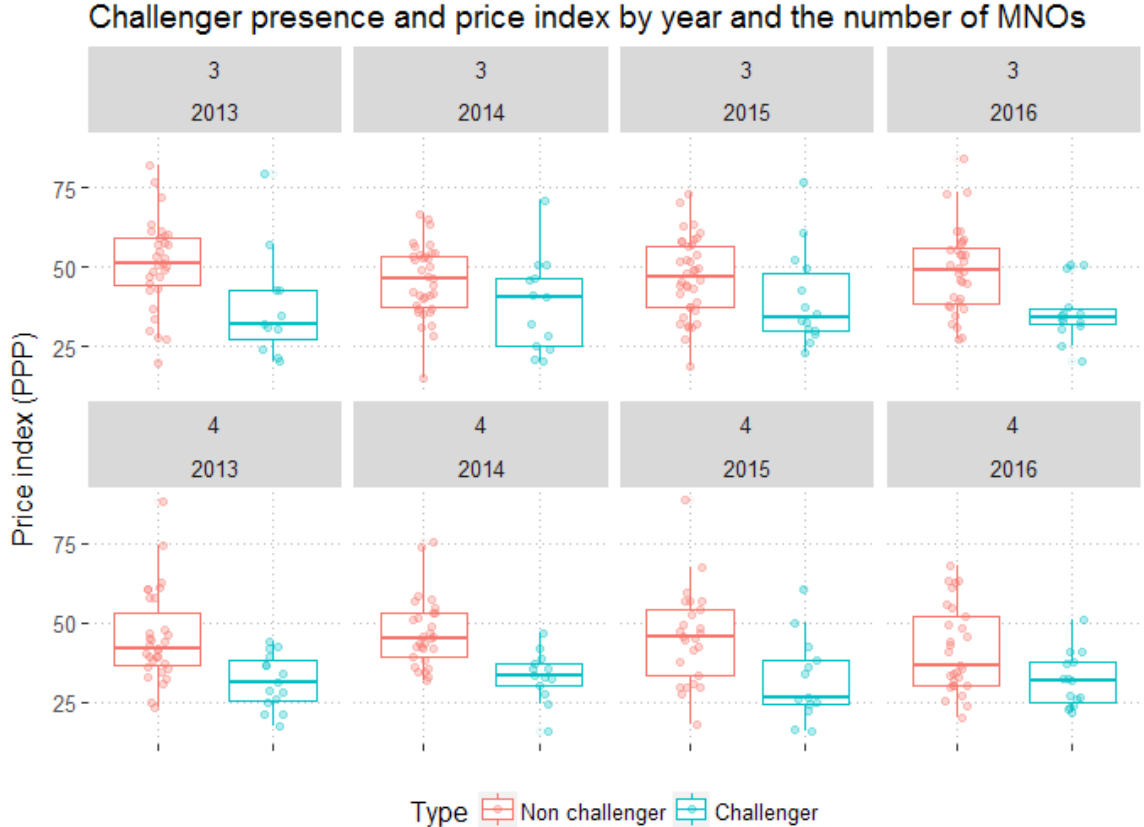 Challenger presence and price index by year and the number of MNOs
3 3 3 3
2013 2014 2015 2016
75
50
25
4 4 4 4
2013 2014 2015 2016
75
50
25
Price index (PPP)
Type Non challenger Challenger